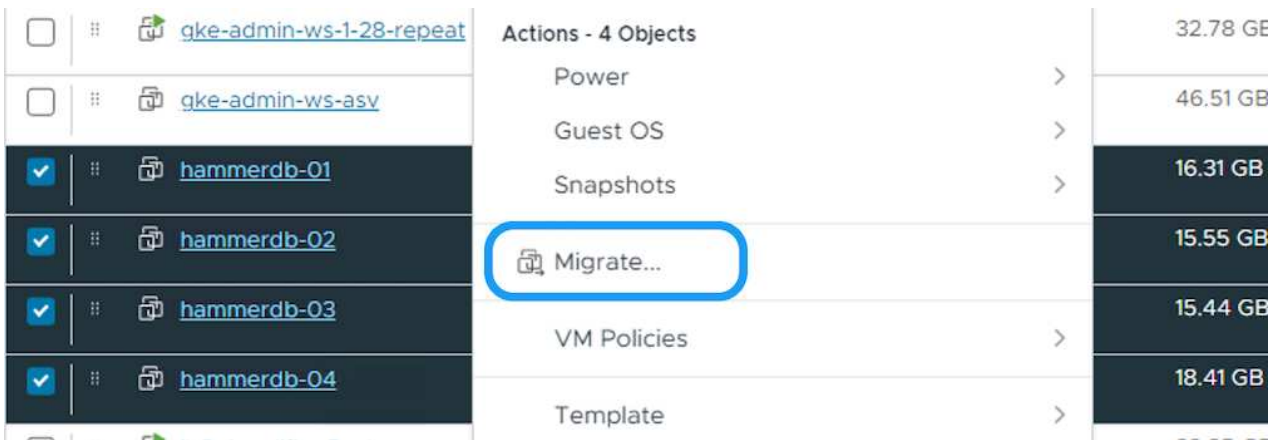 gke-admin-ws-1-28-repeat
gke-admin-ws-asv
hammerdb-01
hammerdb-02
hammerdb-03
hammerdb-04
Actions - 4 Objects
Power
Guest OS
Snapshots
Migrate...
VM Policies
Template
32.78 GB
46.51 GB
16.31 GB
15.55 GB
15.44 GB
18.41 GB